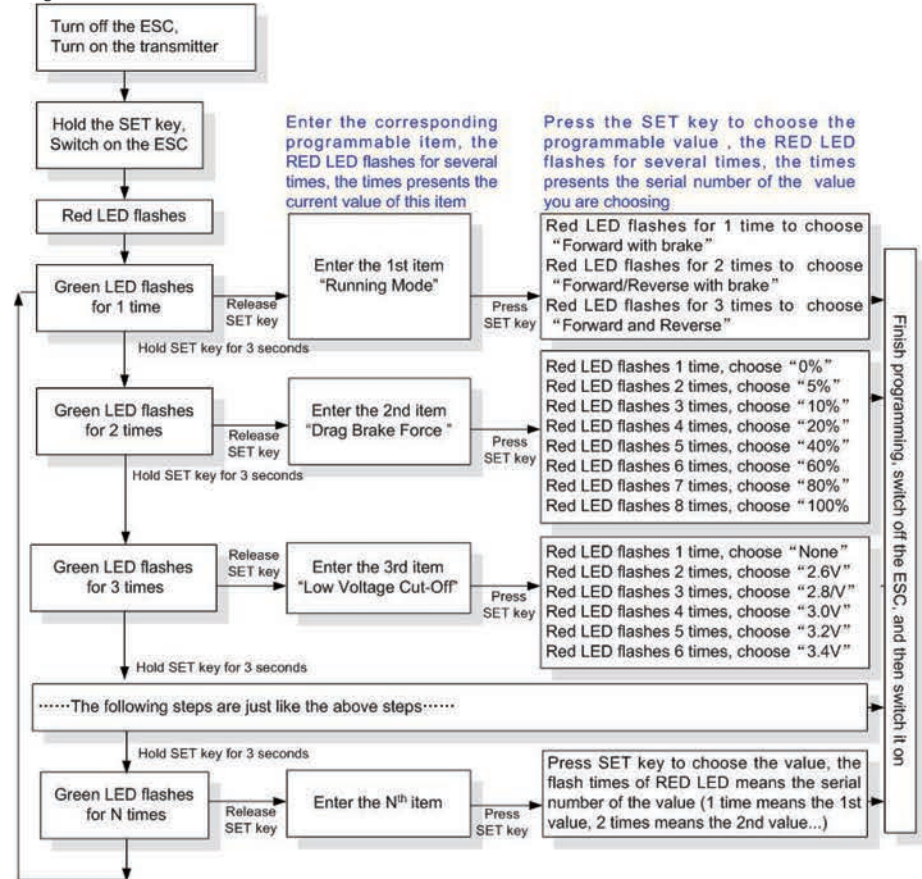 Turn off the ESC,
Turn on the transmitter
Hold the SET key,
Switch on the ESC
Red LED flashes
Enter the corresponding
programmable item, the
RED LED flashes for several
times, the times presents the
current value of this item
Press the SET key to choose the
programmable value , the RED LED
flashes for several times, the times
presents the serial number of the value
you are choosing
Green LED flashes
for 1 time
Release
SET key
Enter the 1st item
“Running Mode”
Press
SET key
Red LED flashes for 1 time to choose
“Forward with brake”
Red LED flashes for 2 times to choose
“Forward/Reverse with brake”
Red LED flashes for 3 times to choose
“Forward and Reverse”
Hold SET key for 3 seconds
Green LED flashes
for 2 times
Release
SET key
Enter the 2nd item
“Drag Brake Force ”
Press
SET key
Red LED flashes 1 time, choose “0%”
Red LED flashes 2 times, choose “5%”
Red LED flashes 3 times, choose “10%”
Red LED flashes 4 times, choose “20%”
Red LED flashes 5 times, choose “40%”
Red LED flashes 6 times, choose “60%
Red LED flashes 7 times, choose “80%”
Red LED flashes 8 times, choose “100%
Hold SET key for 3 seconds
Green LED flashes
for 3 times
Release
SET key
Enter the 3rd item
“Low Voltage Cut-Off”
Press
SET key
Red LED flashes 1 time, choose “None”
Red LED flashes 2 times, choose “2.6V”
Red LED flashes 3 times, choose “2.8/V”
Red LED flashes 4 times, choose “3.0V”
Red LED flashes 5 times, choose “3.2V”
Red LED flashes 6 times, choose “3.4V”
Hold SET key for 3 seconds
······The following steps are just like the above steps······
Hold SET key for 3 seconds
Green LED flashes
for N times
Release
SET key
Enter the Nth item
Press
SET key
Press SET key to choose the value, the
flash times of RED LED means the serial
number of the value (1 time means the 1st
value, 2 times means the 2nd value...)
Finish programming, switch off the ESC, and then switch it on